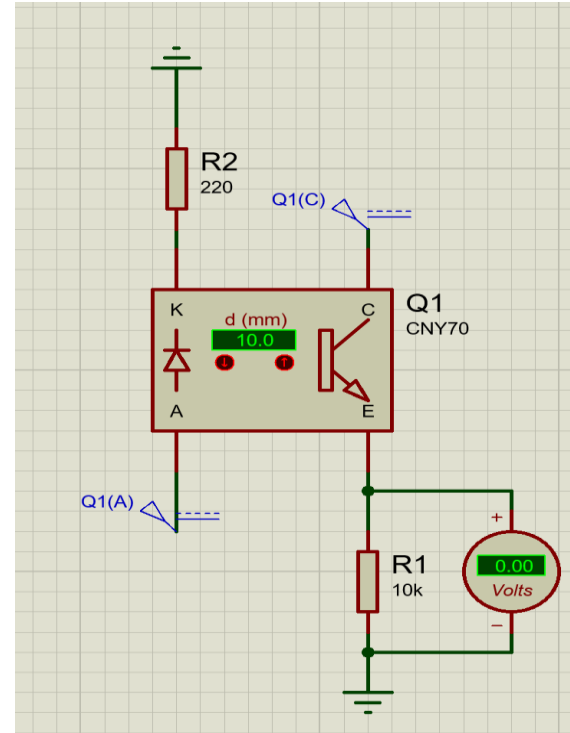 R2
220
Q1(C)
Q1
CNY70
K
d (mm)
C
10.0
A
E
Q1(A)
+
R1
10k
0.00
Volts
−